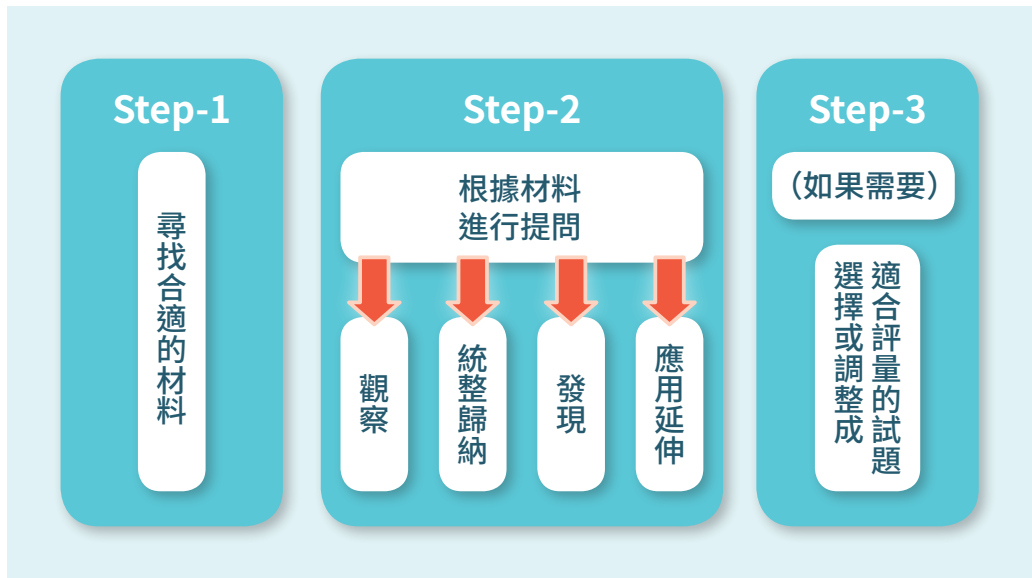 Step-1
尋找合適的材料
Step-2
根據材料
進行提問
觀察
統整歸納
發現
應用延伸
Step-3
（如果需要）
選擇或調整成
適合評量的試題